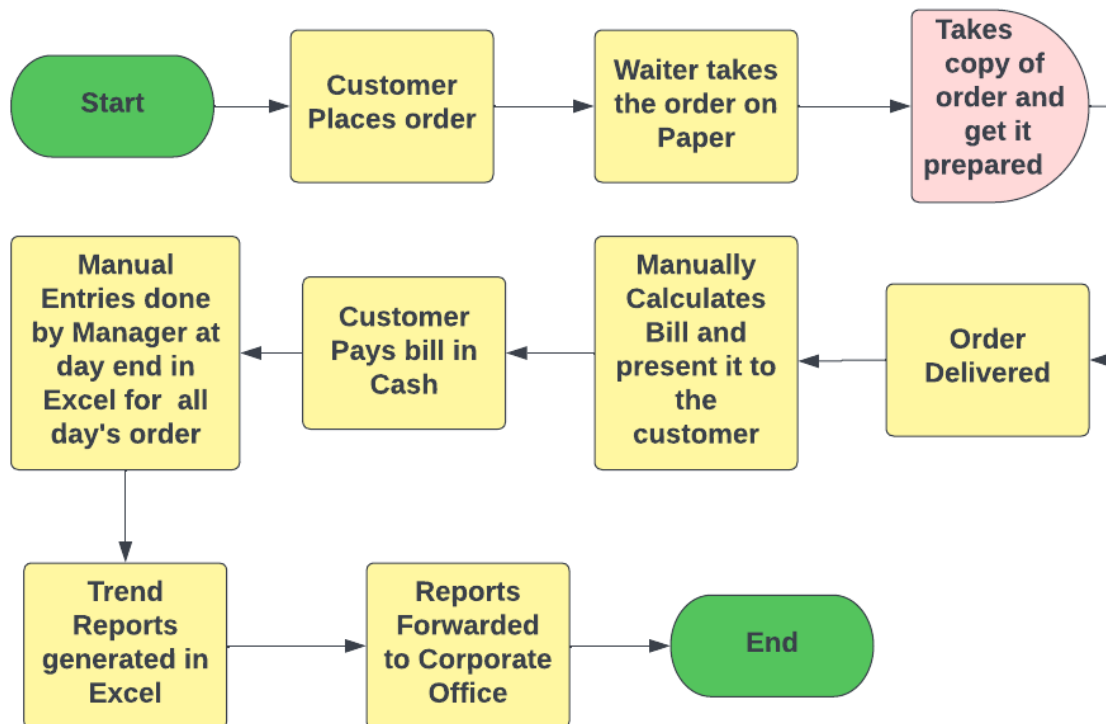 Start
Customer
Places order
Waiter takes
the order on
Paper
Takes
copy of
order and
get it
prepared
Order
Delivered
Manually
Calculates
Bill and
present it to
the
customer
Customer
Pays bill in
Cash
Manual
Entries done
by Manager at
day end in
Excel for  all
day's order
Trend
Reports
generated in
Excel
Reports
Forwarded
to Corporate
Office
End